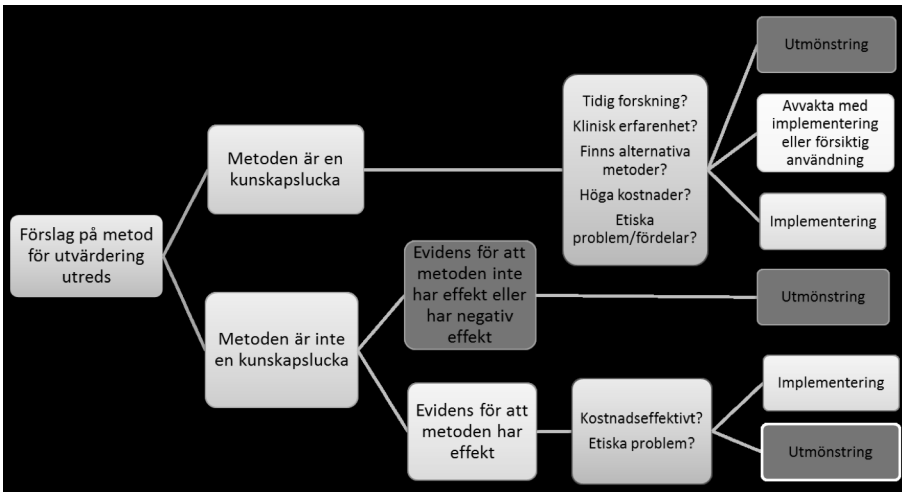 Förslag på metod
för utvärdering
utreds
Metoden är en
kunskapslucka
Tidig forskning?
Klinisk erfarenhet?
Finns alternativa
metoder?
Höga kostnader?
Etiska
problem/fördelar?
Utmönstring
Avvakta med
implementering
eller försiktig
användning
Implementering
Metoden är inte
en kunskapslucka
Evidens för att
metoden inte
har effekt eller
har negativ
effekt
Utmönstring
Evidens för att
metoden har
effekt
Kostnadseffektivt?
Etiska problem?
Implementering
Utmönstring